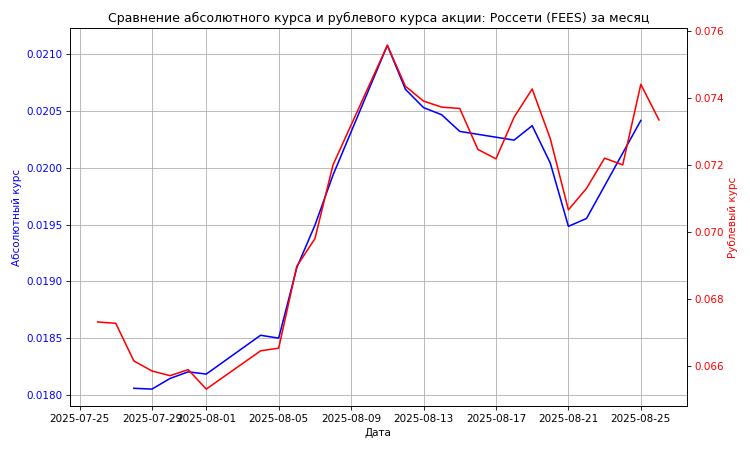 Сравнение абсолютного курса и рублевого курса акции: Россети (FEES) за месяц
Абсолютный курс
0.0210
0.0205
0.0200
0.0195
0.0190
0.0185
0.0180
0.076
0.074
0.072
0.070
0.068
0.066
Рублевый курс
2025-07-25 2025-07-29 2025-08-01 2025-08-05 2025-08-09 2025-08-13 2025-08-17 2025-08-21 2025-08-25
Дата